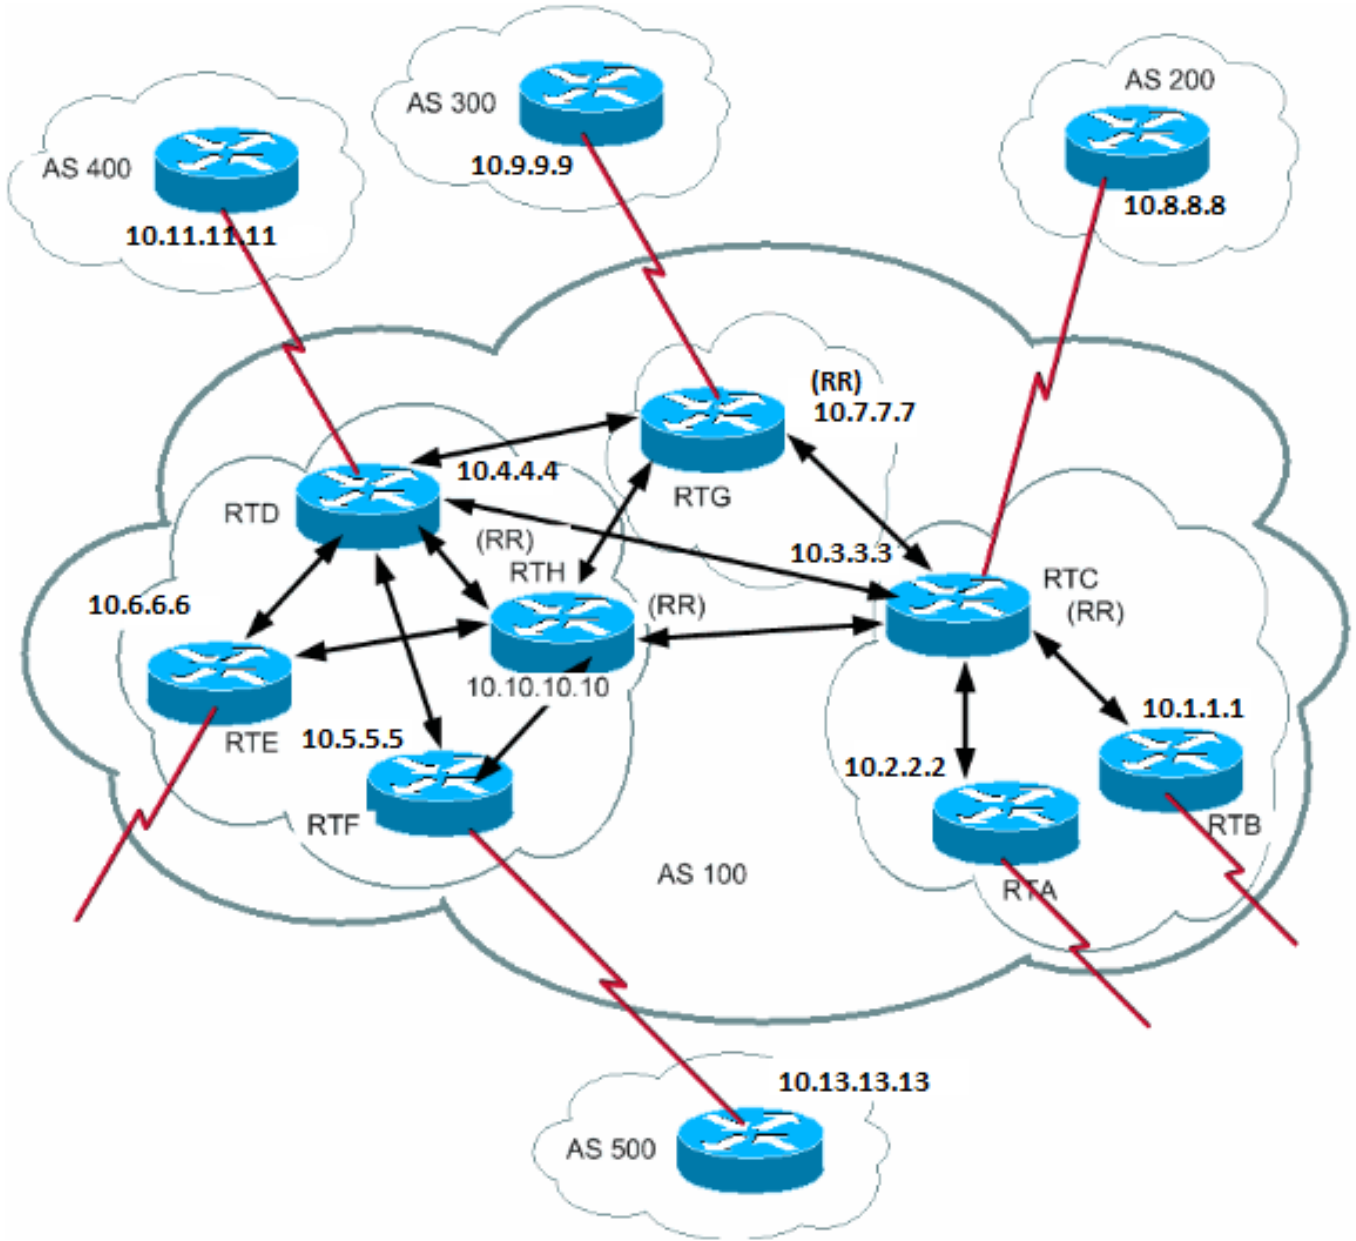 AS 200
AS 300
10.9.9.9
AS 400
10.8.8.8
10.11.11.11
(RR)
10.7.7.7
10.4.4.4
RTG
RTD
(RR)
10.3.3.3
RTH
RTC
(RR)
(RR)
10.6.6.6
10.10.10.10
10.1.1.1
RTE
10.5.5.5
10.2.2.2
RTF
RTB
AS 100
RTA
10.13.13.13
AS 500